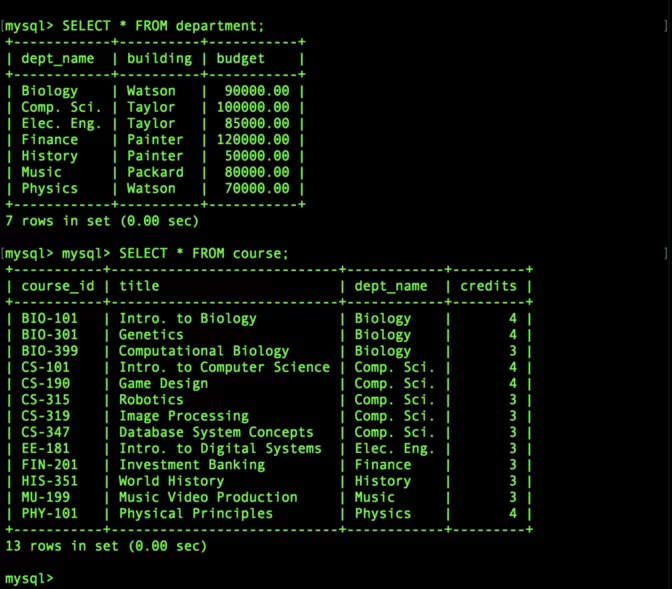 [mysql> SELECT * FROM department; ]
+------------+----------+-----------+
| dept_name  | building | budget    |
+------------+----------+-----------+
| Biology    | Watson   |  90000.00 |
| Comp. Sci. | Taylor   | 100000.00 |
| Elec. Eng. | Taylor   |  85000.00 |
| Finance    | Painter  | 120000.00 |
| History    | Painter  |  50000.00 |
| Music      | Packard  |  80000.00 |
| Physics    | Watson   |  70000.00 |
+------------+----------+-----------+
7 rows in set (0.00 sec)
[mysql> mysql> SELECT * FROM course; ]
+-----------+----------------------------+------------+---------+
| course_id | title                      | dept_name  | credits |
+-----------+----------------------------+------------+---------+
| BIO-101   | Intro. to Biology          | Biology    |       4 |
| BIO-301   | Genetics                   | Biology    |       4 |
| BIO-399   | Computational Biology      | Biology    |       3 |
| CS-101    | Intro. to Computer Science | Comp. Sci. |       4 |
| CS-190    | Game Design                | Comp. Sci. |       4 |
| CS-315    | Robotics                   | Comp. Sci. |       3 |
| CS-319    | Image Processing           | Comp. Sci. |       3 |
| CS-347    | Database System Concepts   | Comp. Sci. |       3 |
| EE-181    | Intro. to Digital Systems  | Elec. Eng. |       3 |
| FIN-201   | Investment Banking         | Finance    |       3 |
| HIS-351   | World History              | History    |       3 |
| MU-199    | Music Video Production     | Music      |       3 |
| PHY-101   | Physical Principles        | Physics    |       4 |
+-----------+----------------------------+------------+---------+
13 rows in set (0.00 sec)
mysql>